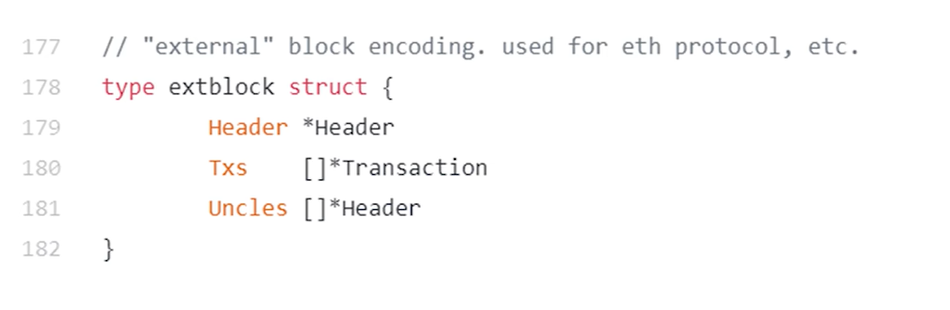 177 // "external" block encoding. used for eth protocol, etc.
178 type extblock struct {
179 Header *Header
180 Txs []*Transaction
181 Uncles []*Header
182 }